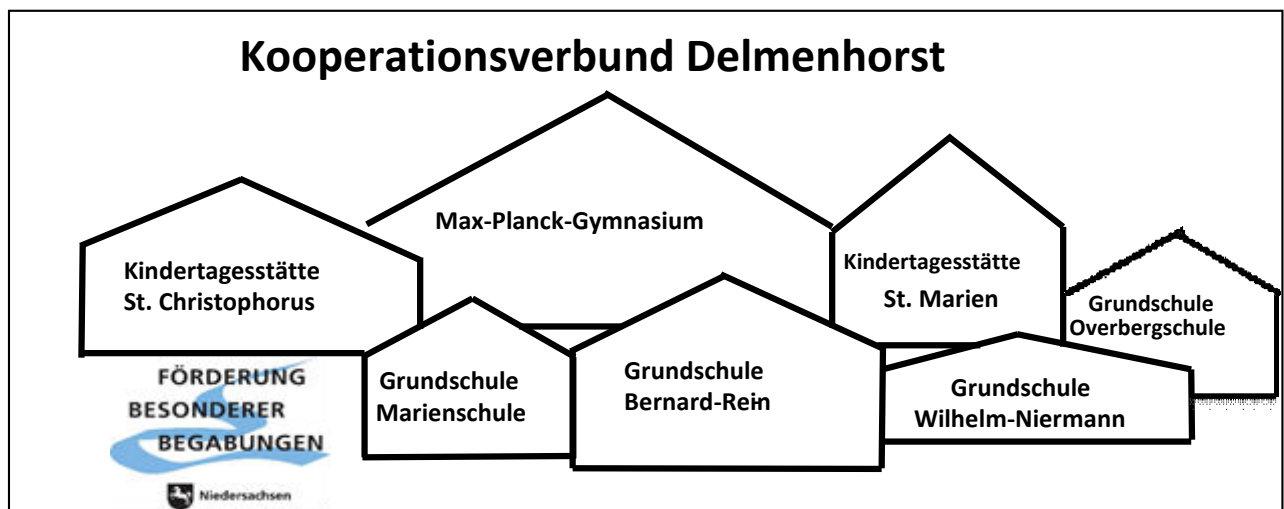 Kooperationsverbund Delmenhorst
Max-Planck-Gymnasium
Kindertagesstätte
St. Christophorus
Kindertagesstätte
St. Marien
Grundschule
Overbergschule
Grundschule
Marienschule
Grundschule
Bernard-Rein
Grundschule
Wilhelm-Niermann
FÖRDERUNG
BESONDERER
BEGABUNGEN
Niedersachsen